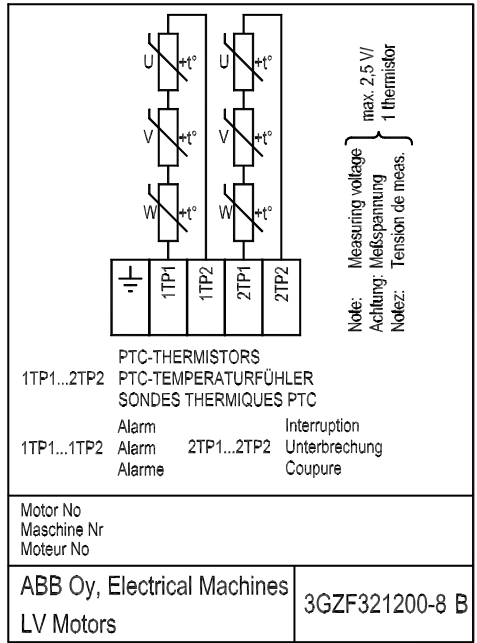 U +t° U +t°
V +t° V +t°
W +t° W +t°
1TP1 1TP2 2TP1 2TP2
max. 2,5 V/
1 thermistor
Note: Measuring voltage
Achtung: Meßspannung
Notez: Tension de meas.
PTC-THERMISTORS
1TP1...2TP2 PTC-TEMPERATURFÜHLER
SONDES THERMIQUES PTC
Alarm Interruption
1TP1...1TP2 Alarm 2TP1...2TP2 Unterbrechung
Alarme Coupure
Motor No
Maschine Nr
Moteur No
ABB Oy, Electrical Machines
LV Motors
3GZF321200-8 B